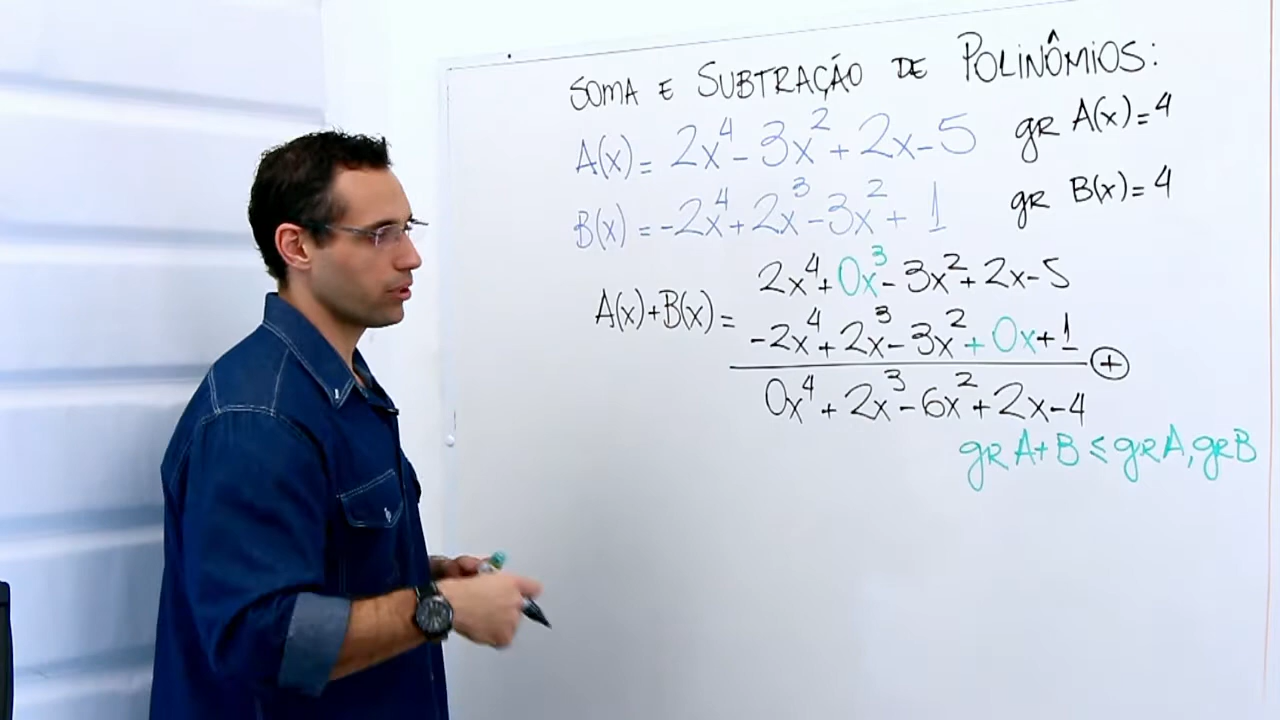 SOMA E SUBTRAÇÃO DE POLINÔMIOS:
A(x) = 2x⁴ - 3x² + 2x - 5 gR A(x) = 4
B(x) = -2x⁴ + 2x³ - 3x² + 1 gR B(x) = 4
2x⁴ + 0x³ - 3x² + 2x - 5
A(x) + B(x) =
-2x⁴ + 2x³ - 3x² + 0x + 1
+
0x⁴ + 2x³ - 6x² + 2x - 4
gR A + B ≤ gR A, gR B